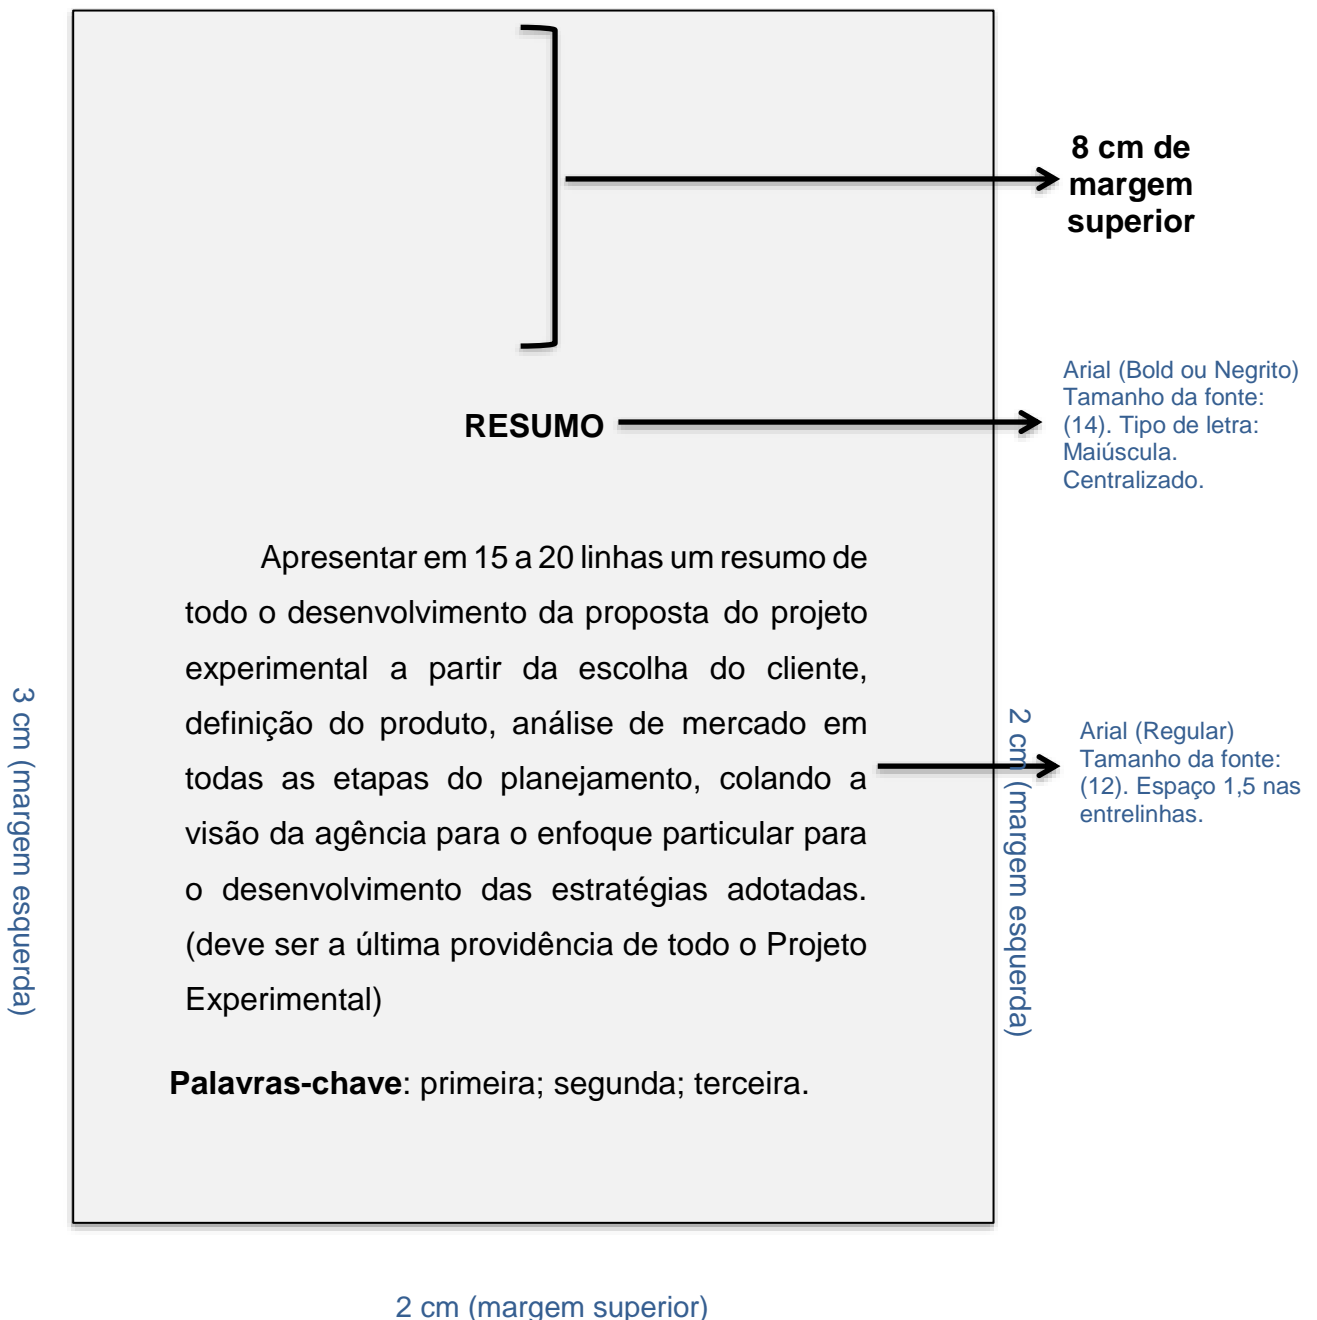 8 cm de
margem
superior
Arial (Bold ou Negrito)
Tamanho da fonte:
(14). Tipo de letra:
Maiúscula.
Centralizado.
RESUMO
Apresentar em 15 a 20 linhas um resumo de
todo o desenvolvimento da proposta do projeto
experimental a partir da escolha do cliente,
definição do produto, análise de mercado em
todas as etapas do planejamento, colando a
visão da agência para o enfoque particular para
o desenvolvimento das estratégias adotadas.
(deve ser a última providência de todo o Projeto
Experimental)
Palavras-chave: primeira; segunda; terceira.
3 cm (margem esquerda)
2 cm (margem esquerda)
Arial (Regular)
Tamanho da fonte:
(12). Espaço 1,5 nas
entrelinhas.
2 cm (margem superior)